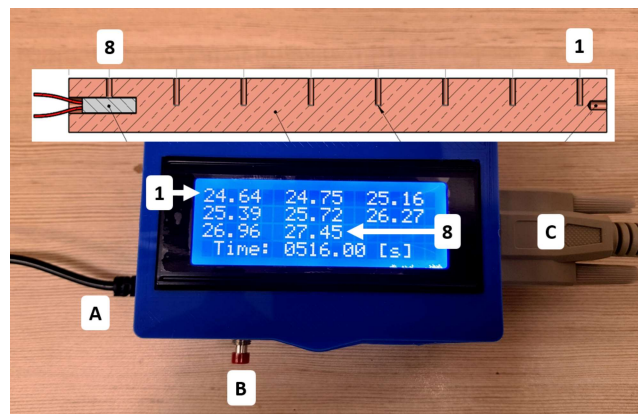 8 1
1 24.64 24.75 25.16
25.39 25.72 26.27
26.96 27.45 8
Time: 0516.00 [s]
A
B
C